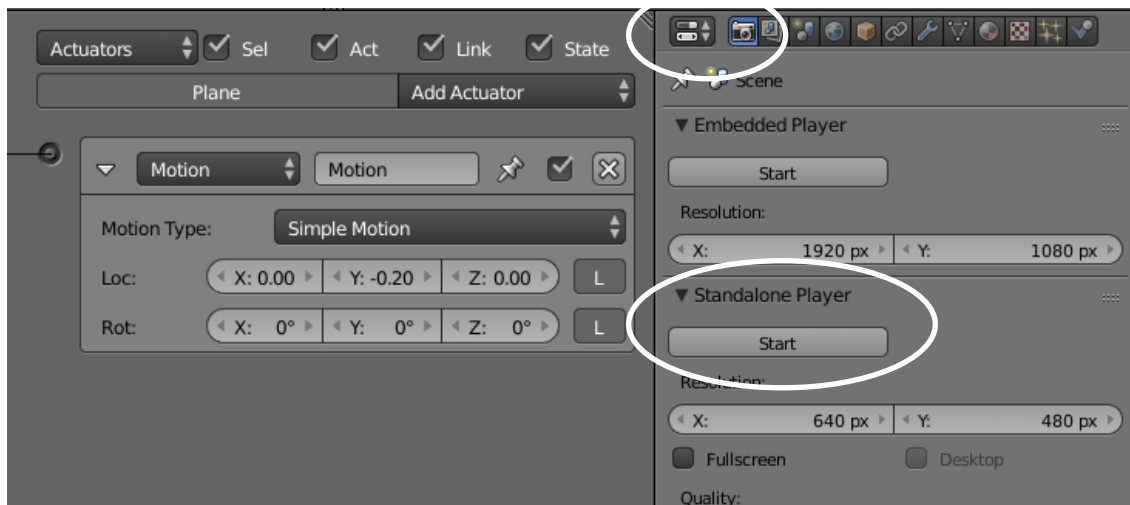 Actuators Sel Act Link State
Plane Add Actuator
Motion Motion
Motion Type: Simple Motion
Loc: X: 0.00 Y: -0.20 Z: 0.00 L
Rot: X: 0° Y: 0° Z: 0° L
Scene
Embedded Player
Start
Resolution:
X: 1920 px Y: 1080 px
Standalone Player
Start
Resolution:
X: 640 px Y: 480 px
Fullscreen Desktop
Quality: